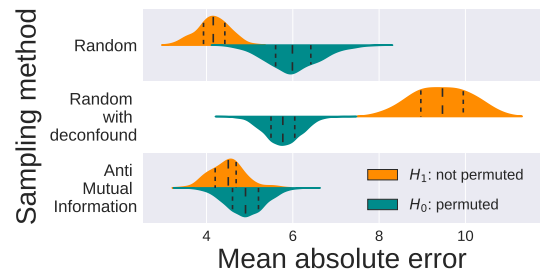 Sampling method
Random
Random
with
deconfound
Anti
Mutual
Information
H₁: not permuted
H₀: permuted
4 6 8 10
Mean absolute error